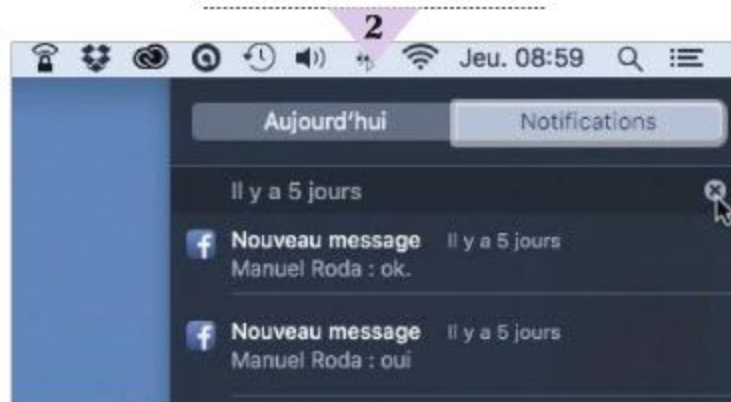 2
Jeu. 08:59
Aujourd'hui Notifications
Il y a 5 jours
Nouveau message Il y a 5 jours
Manuel Roda : ok.
Nouveau message Il y a 5 jours
Manuel Roda : oui